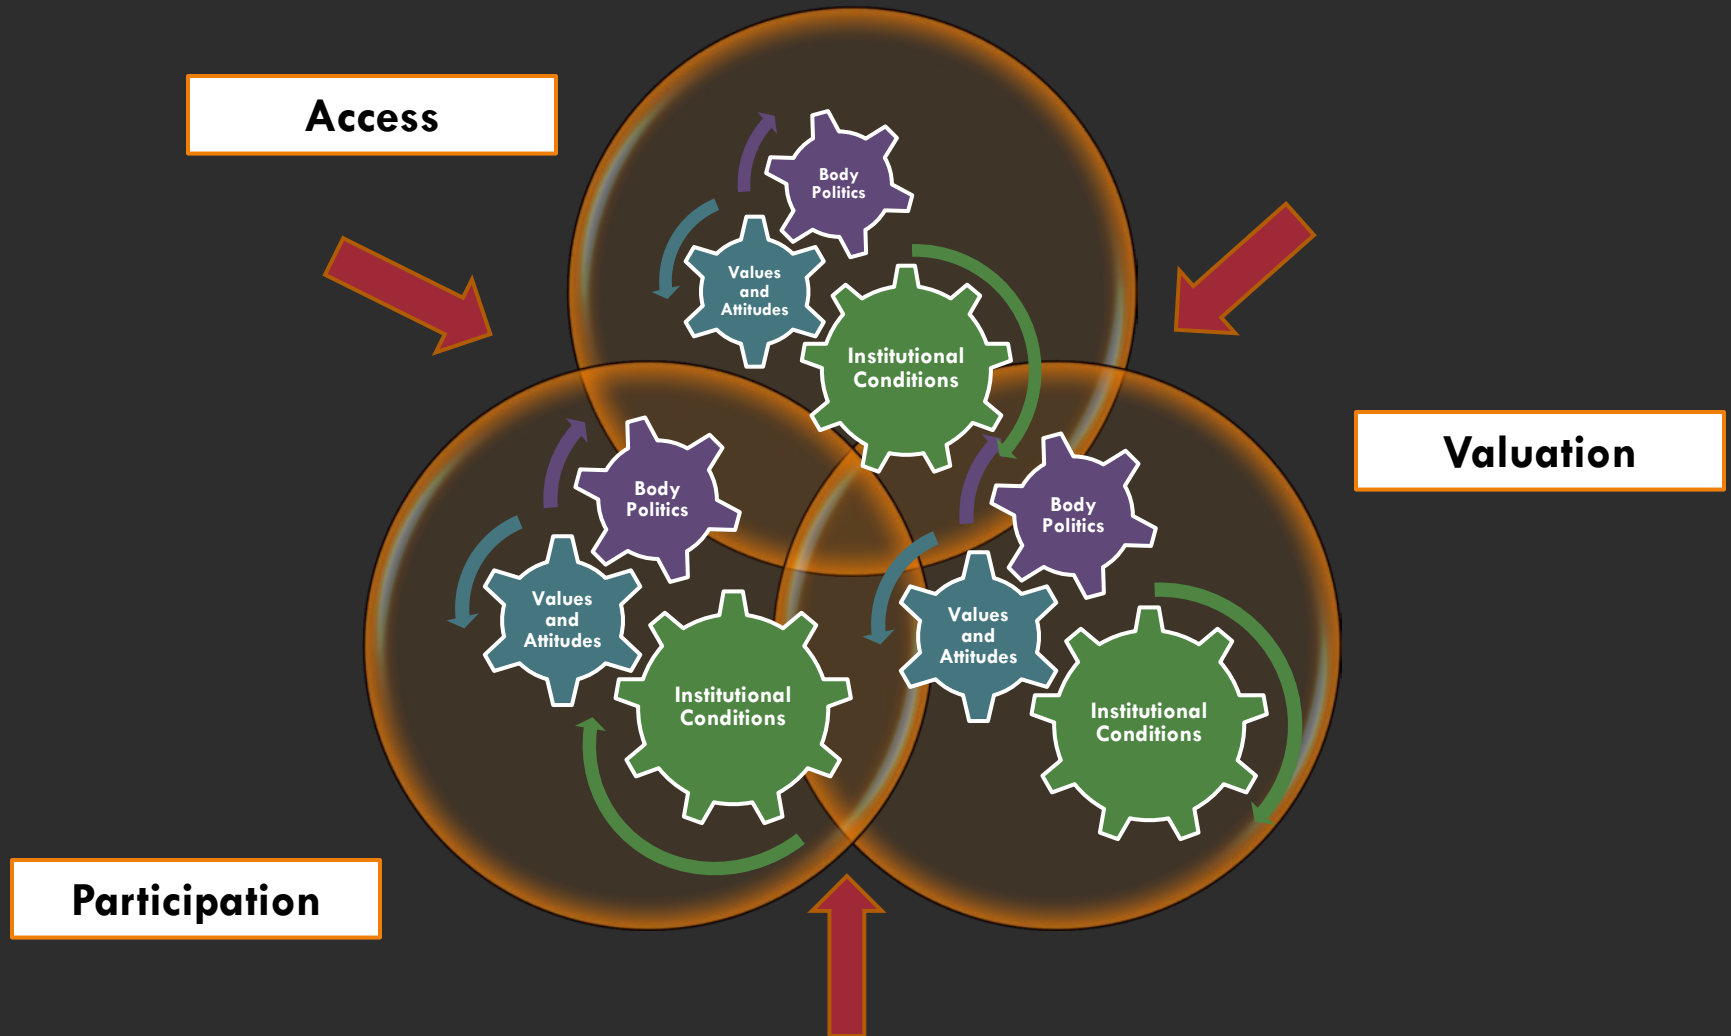 Access
Body
Politics
Values
and
Attitudes
Institutional
Conditions
Valuation
Body
Politics
Values
and
Attitudes
Institutional
Conditions
Body
Politics
Values
and
Attitudes
Institutional
Conditions
Participation